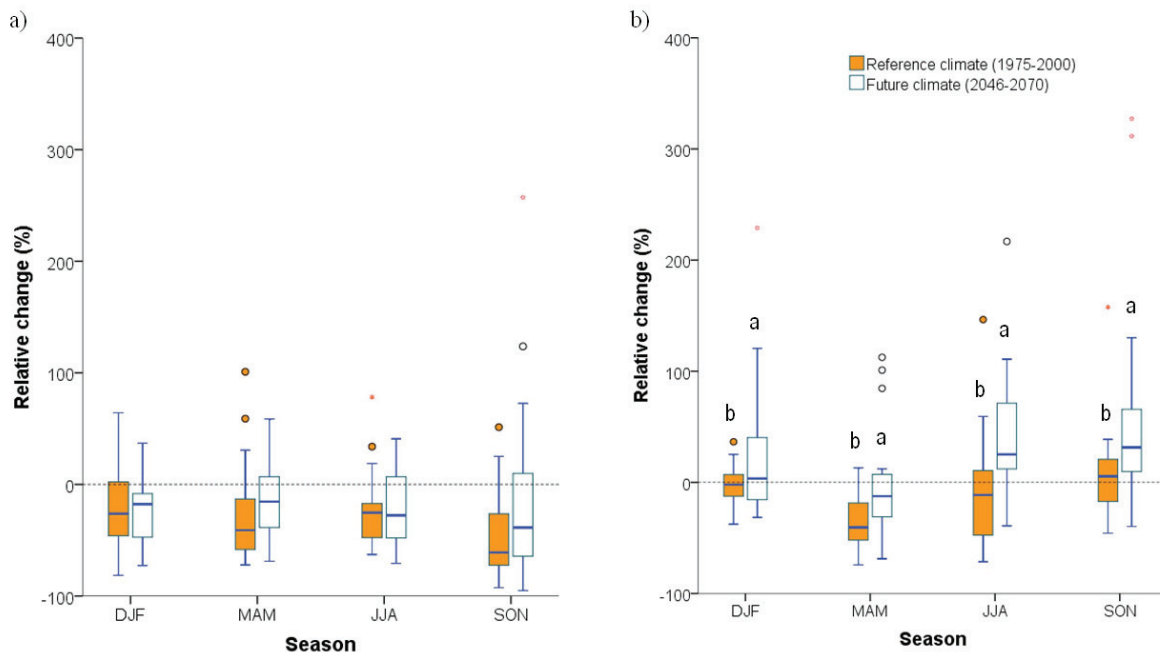 a)
400
300
200
100
0
-100
Relative change (%)
DJF
MAM
JJA
SON
Season
b)
Reference climate (1975-2000)
Future climate (2046-2070)
400
300
200
100
0
-100
Relative change (%)
b
a
b
a
b
a
b
a
DJF
MAM
JJA
SON
Season